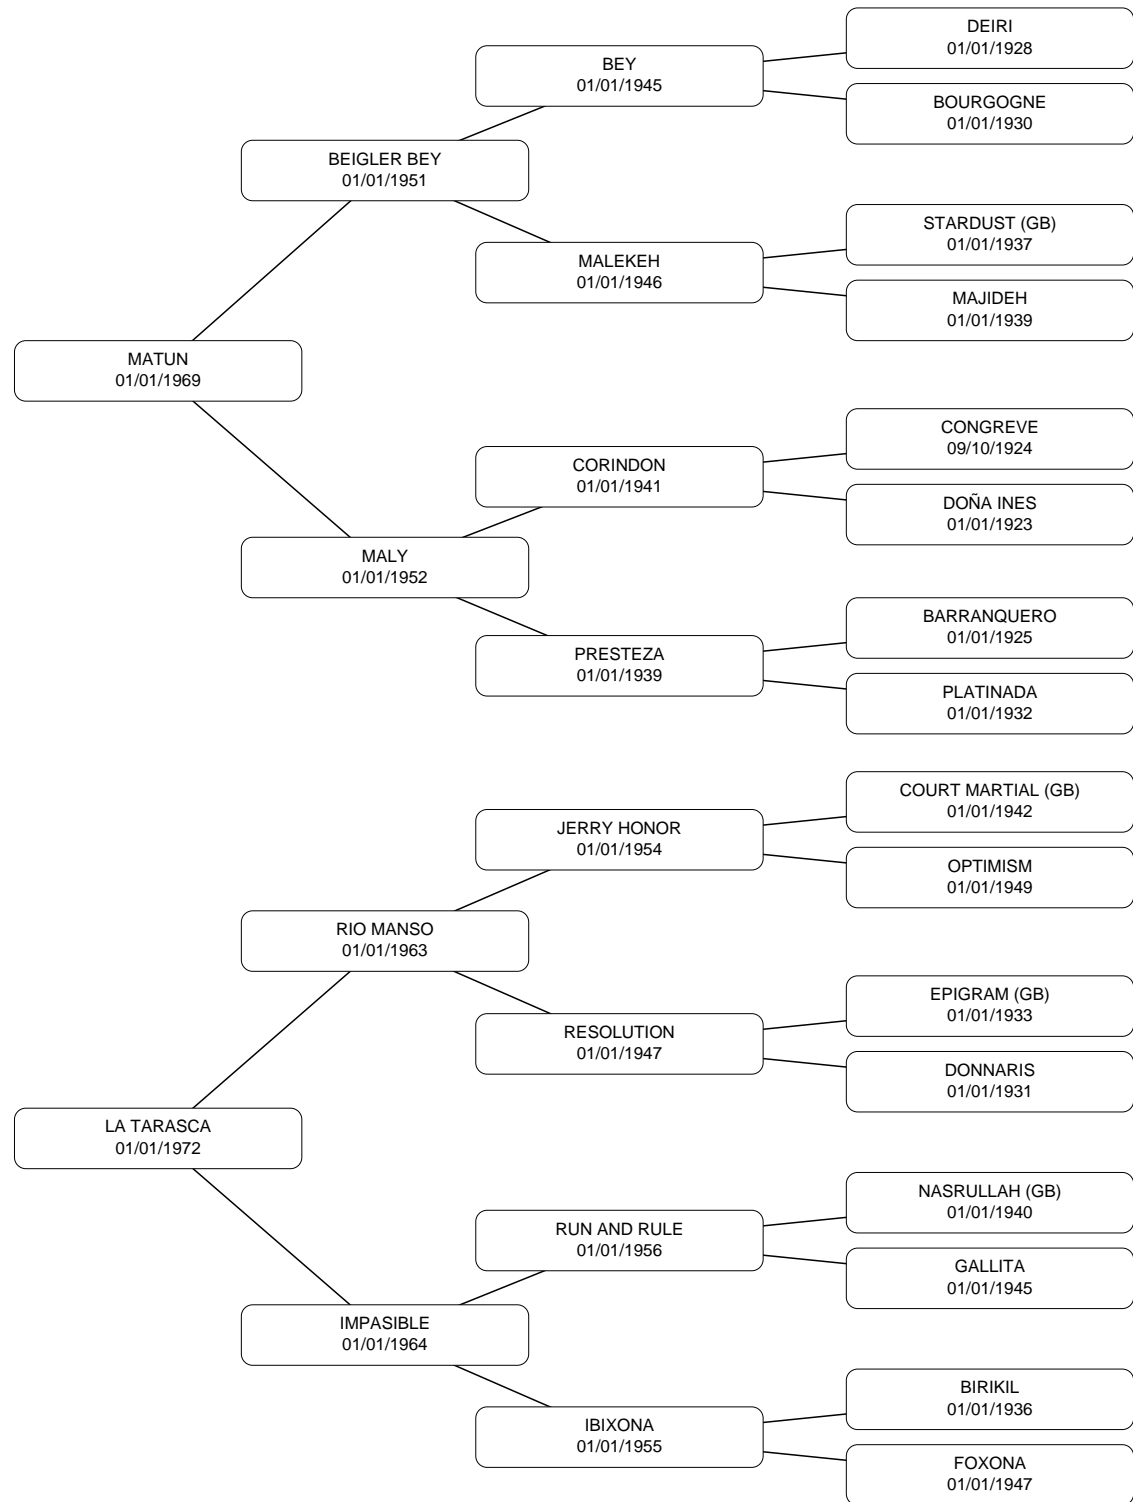 DEIRI
01/01/1928
BEY
01/01/1945
BOURGOGNE
01/01/1930
BEIGLER BEY
01/01/1951
STARDUST (GB)
01/01/1937
MALEKEH
01/01/1946
MAJIDEH
01/01/1939
MATUN
01/01/1969
CONGREVE
09/10/1924
CORINDON
01/01/1941
DOÑA INES
01/01/1923
MALY
01/01/1952
BARRANQUERO
01/01/1925
PRESTEZA
01/01/1939
PLATINADA
01/01/1932
COURT MARTIAL (GB)
01/01/1942
JERRY HONOR
01/01/1954
OPTIMISM
01/01/1949
RIO MANSO
01/01/1963
EPIGRAM (GB)
01/01/1933
RESOLUTION
01/01/1947
DONNARIS
01/01/1931
LA TARASCA
01/01/1972
NASRULLAH (GB)
01/01/1940
RUN AND RULE
01/01/1956
GALLITA
01/01/1945
IMPASIBLE
01/01/1964
BIRIKIL
01/01/1936
IBIXONA
01/01/1955
FOXONA
01/01/1947